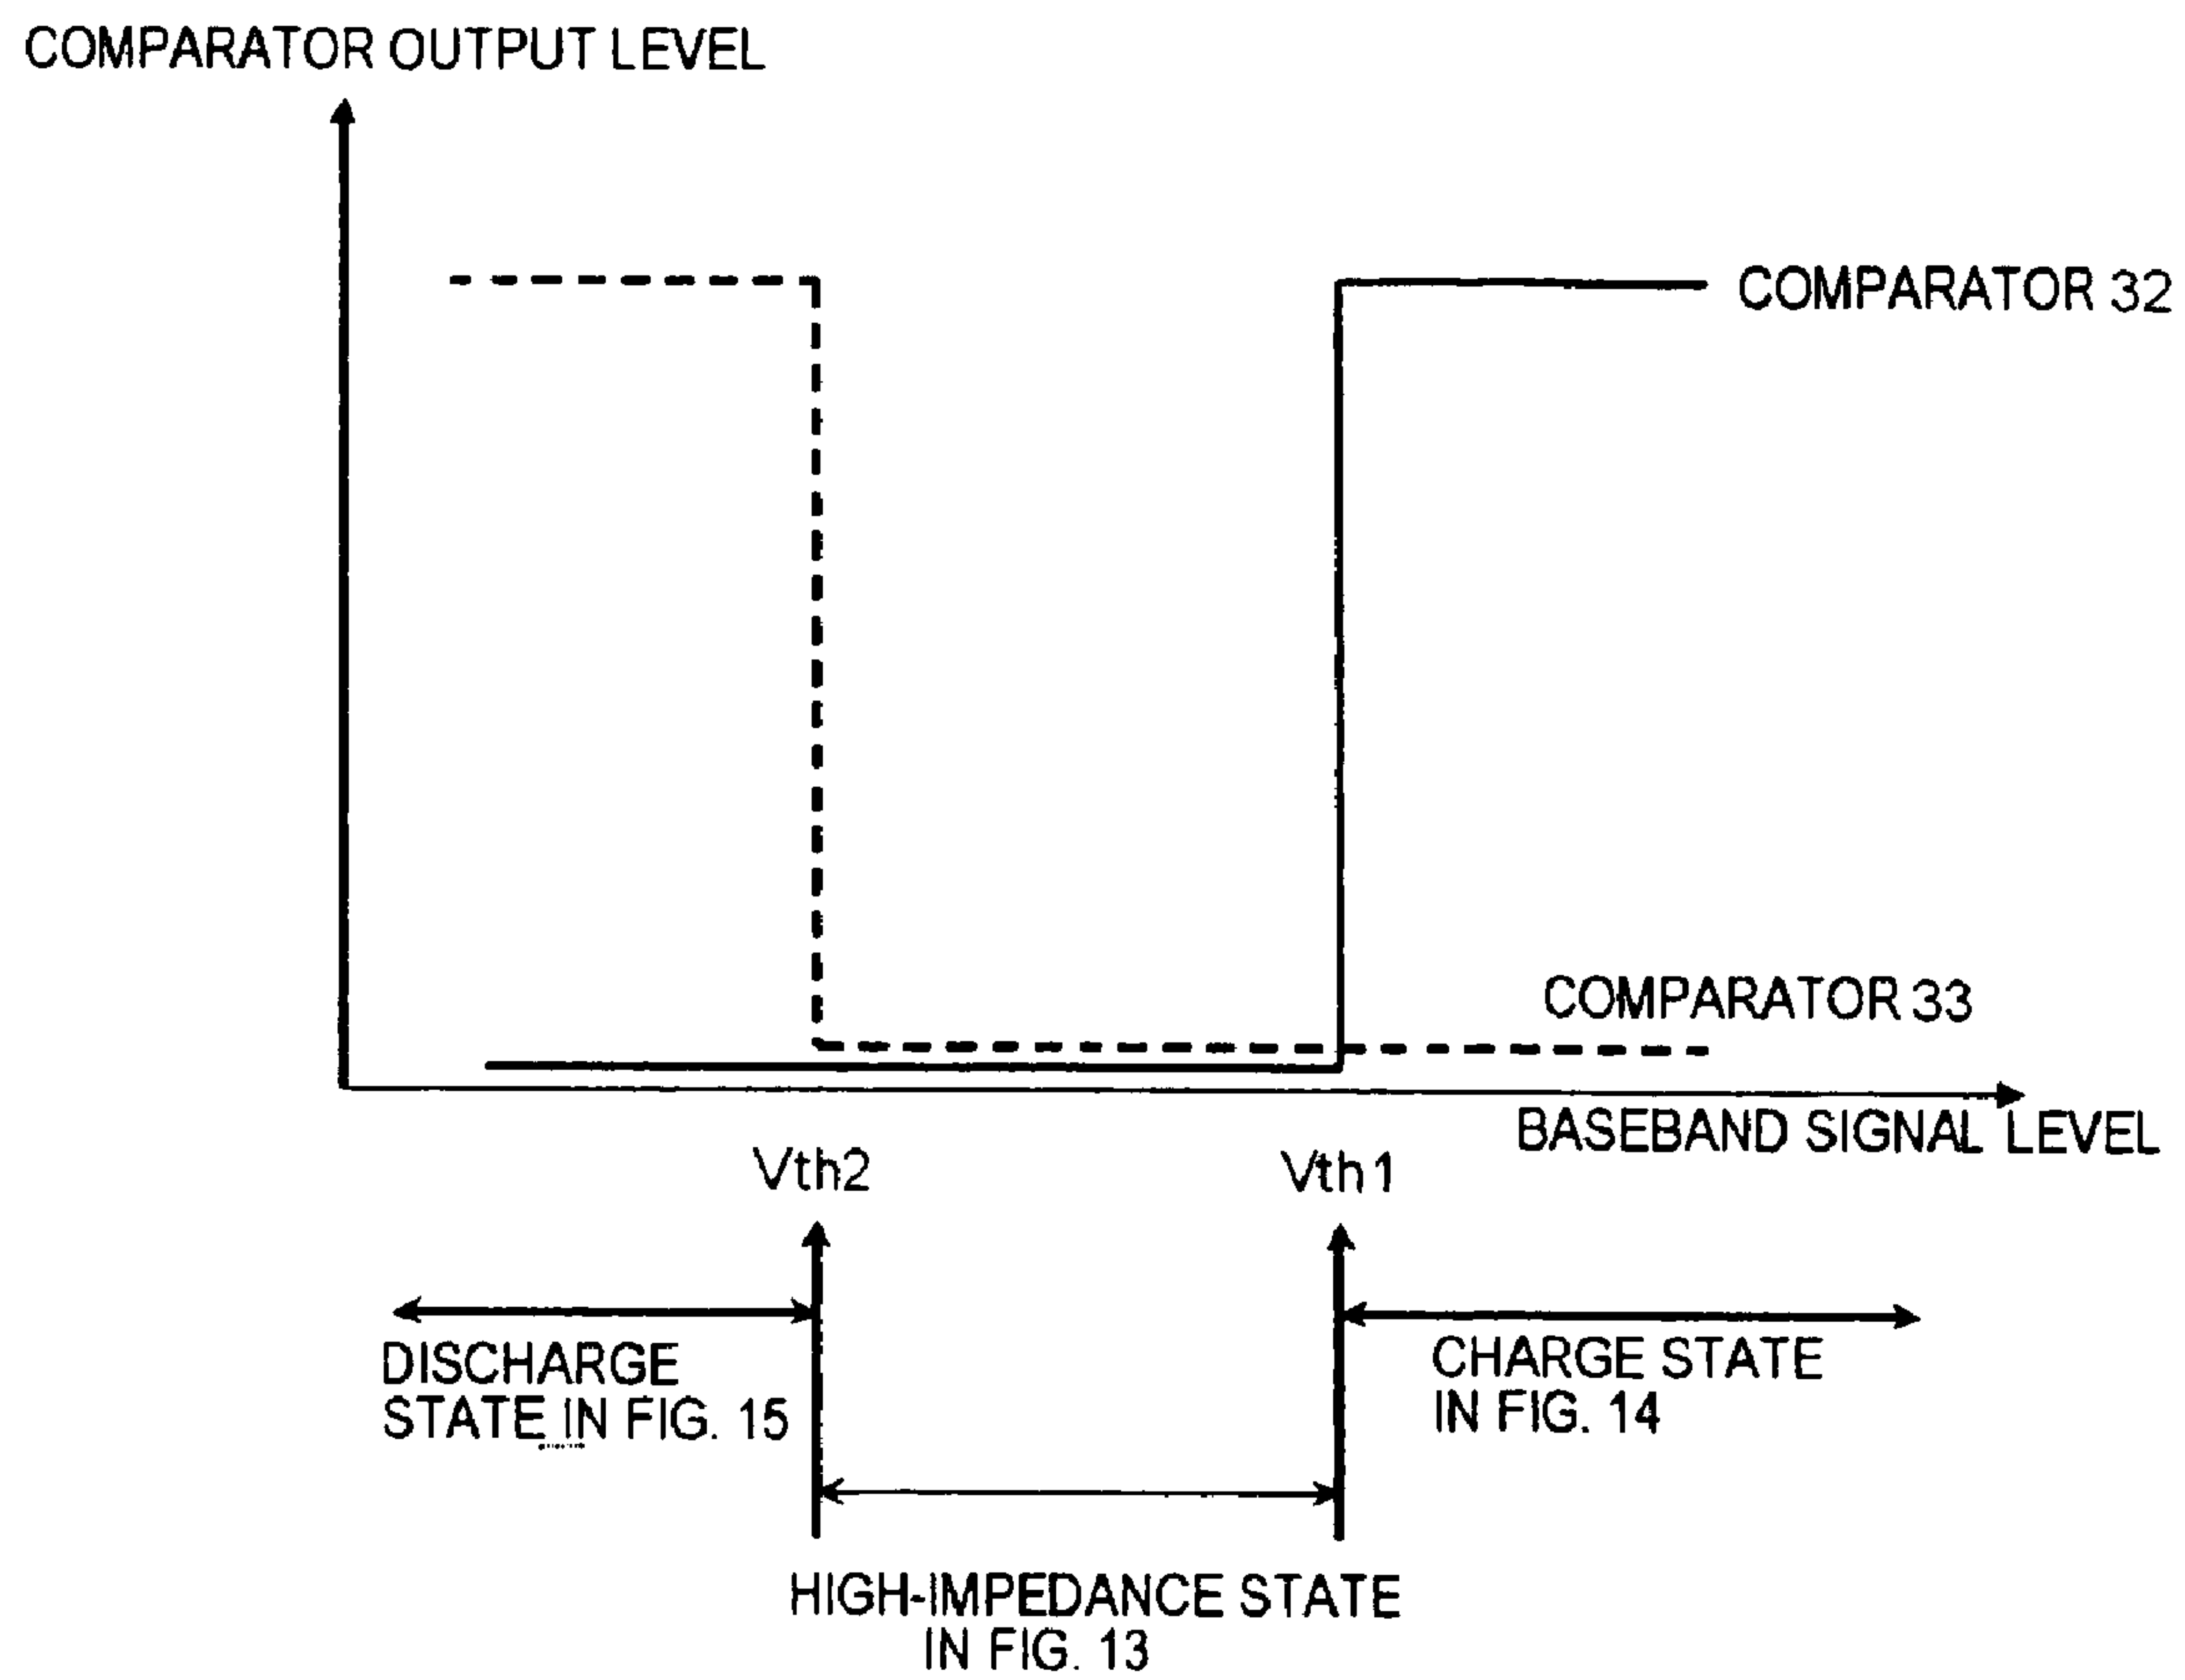 COMPARATOR OUTPUT LEVEL
COMPARATOR 32
COMPARATOR 33
BASEBAND SIGNAL LEVEL
Vth2
Vth1
DISCHARGE
STATE IN FIG. 15
CHARGE STATE
IN FIG. 14
HIGH-IMPEDANCE STATE
IN FIG. 13